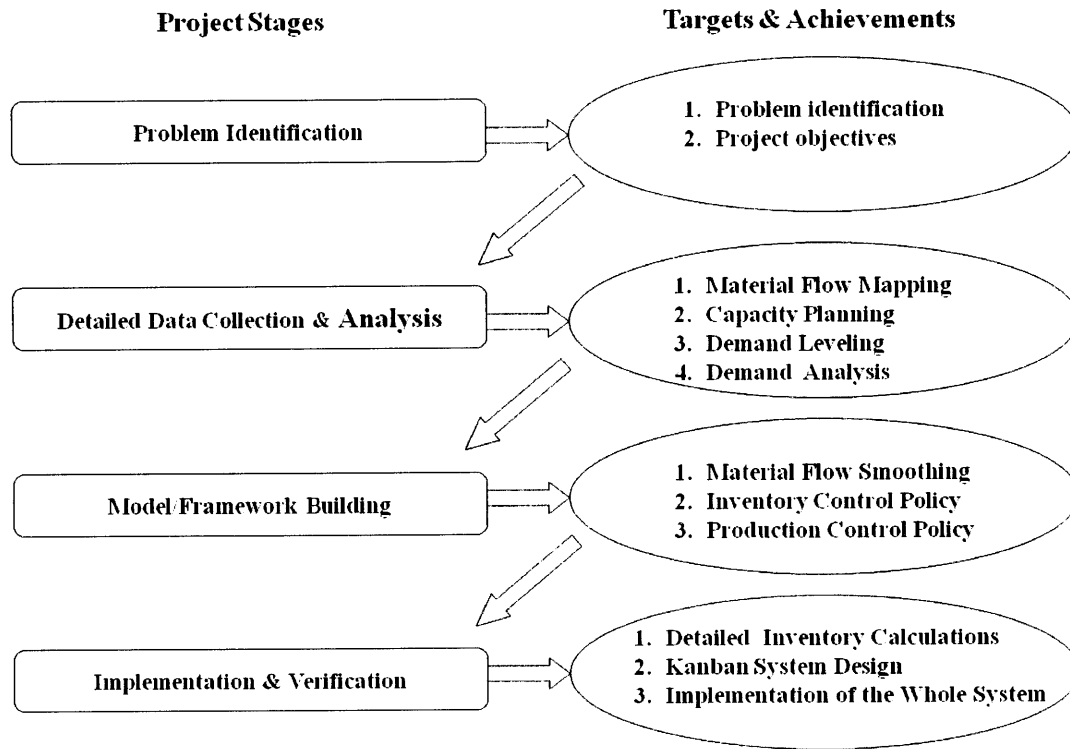 Project Stages
Targets & Achievements
Problem Identification
1. Problem identification
2. Project objectives
Detailed Data Collection & Analysis
1. Material Flow Mapping
2. Capacity Planning
3. Demand Leveling
4. Demand Analysis
Model/Framework Building
1. Material Flow Smoothing
2. Inventory Control Policy
3. Production Control Policy
Implementation & Verification
1. Detailed Inventory Calculations
2. Kanban System Design
3. Implementation of the Whole System